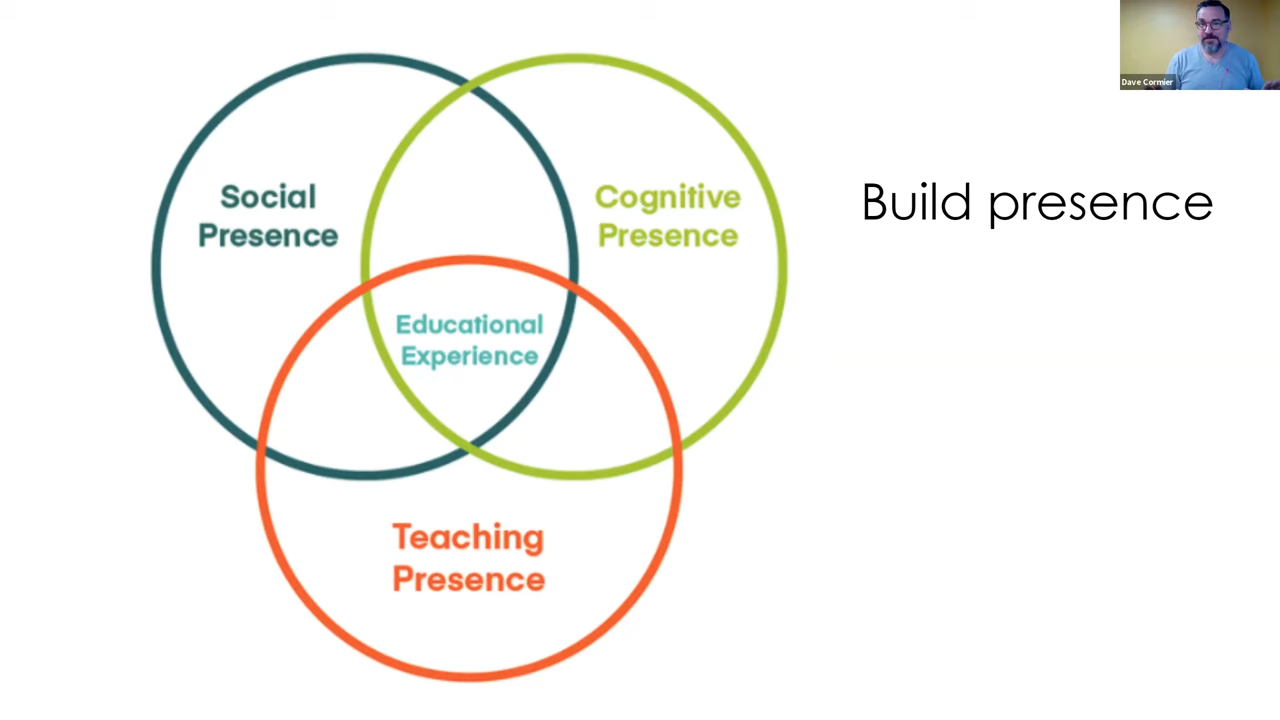 Dave Cormier
Social
Presence
Cognitive
Presence
Build presence
Educational
Experience
Teaching
Presence